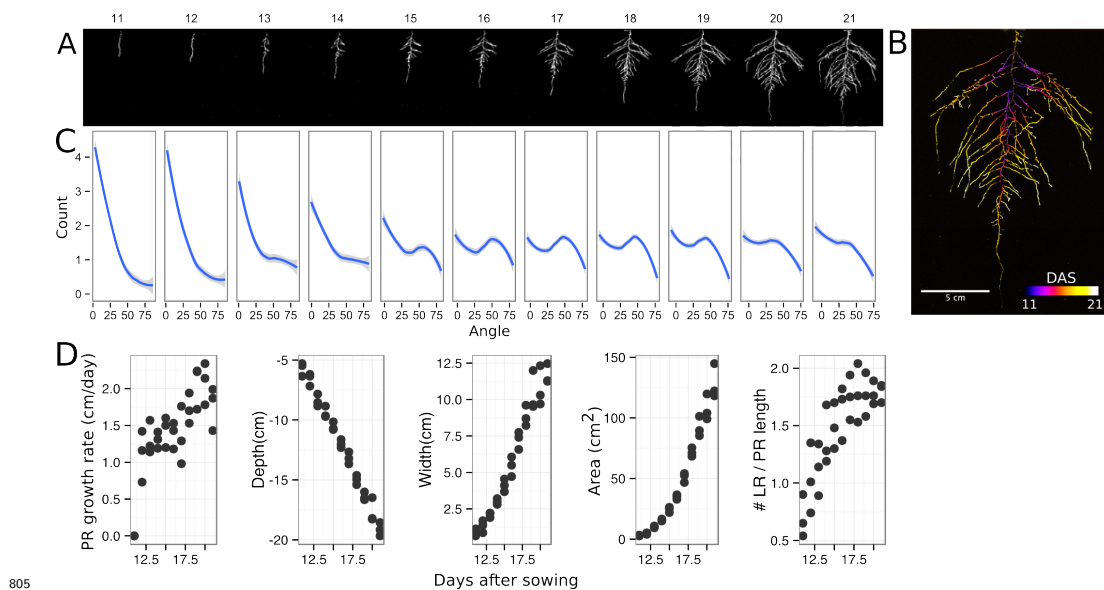 11 12 13 14 15 16 17 18 19 20 21
A
B
C
Count
4
3
2
1
0
0 25 50 75 0 25 50 75 0 25 50 75 0 25 50 75 0 25 50 75 0 25 50 75 0 25 50 75 0 25 50 75 0 25 50 75 0 25 50 75 0 25 50 75
Angle
5 cm
DAS
11 21
D
PR growth rate (cm/day)
2.0
1.5
1.0
0.5
0.0
12.5 17.5
Depth(cm)
-5
-10
-15
-20
12.5 17.5
Width(cm)
12.5
10.0
7.5
5.0
2.5
12.5 17.5
Area (cm2)
150
100
50
0
12.5 17.5
# LR / PR length
2.0
1.5
1.0
0.5
12.5 17.5
Days after sowing
805